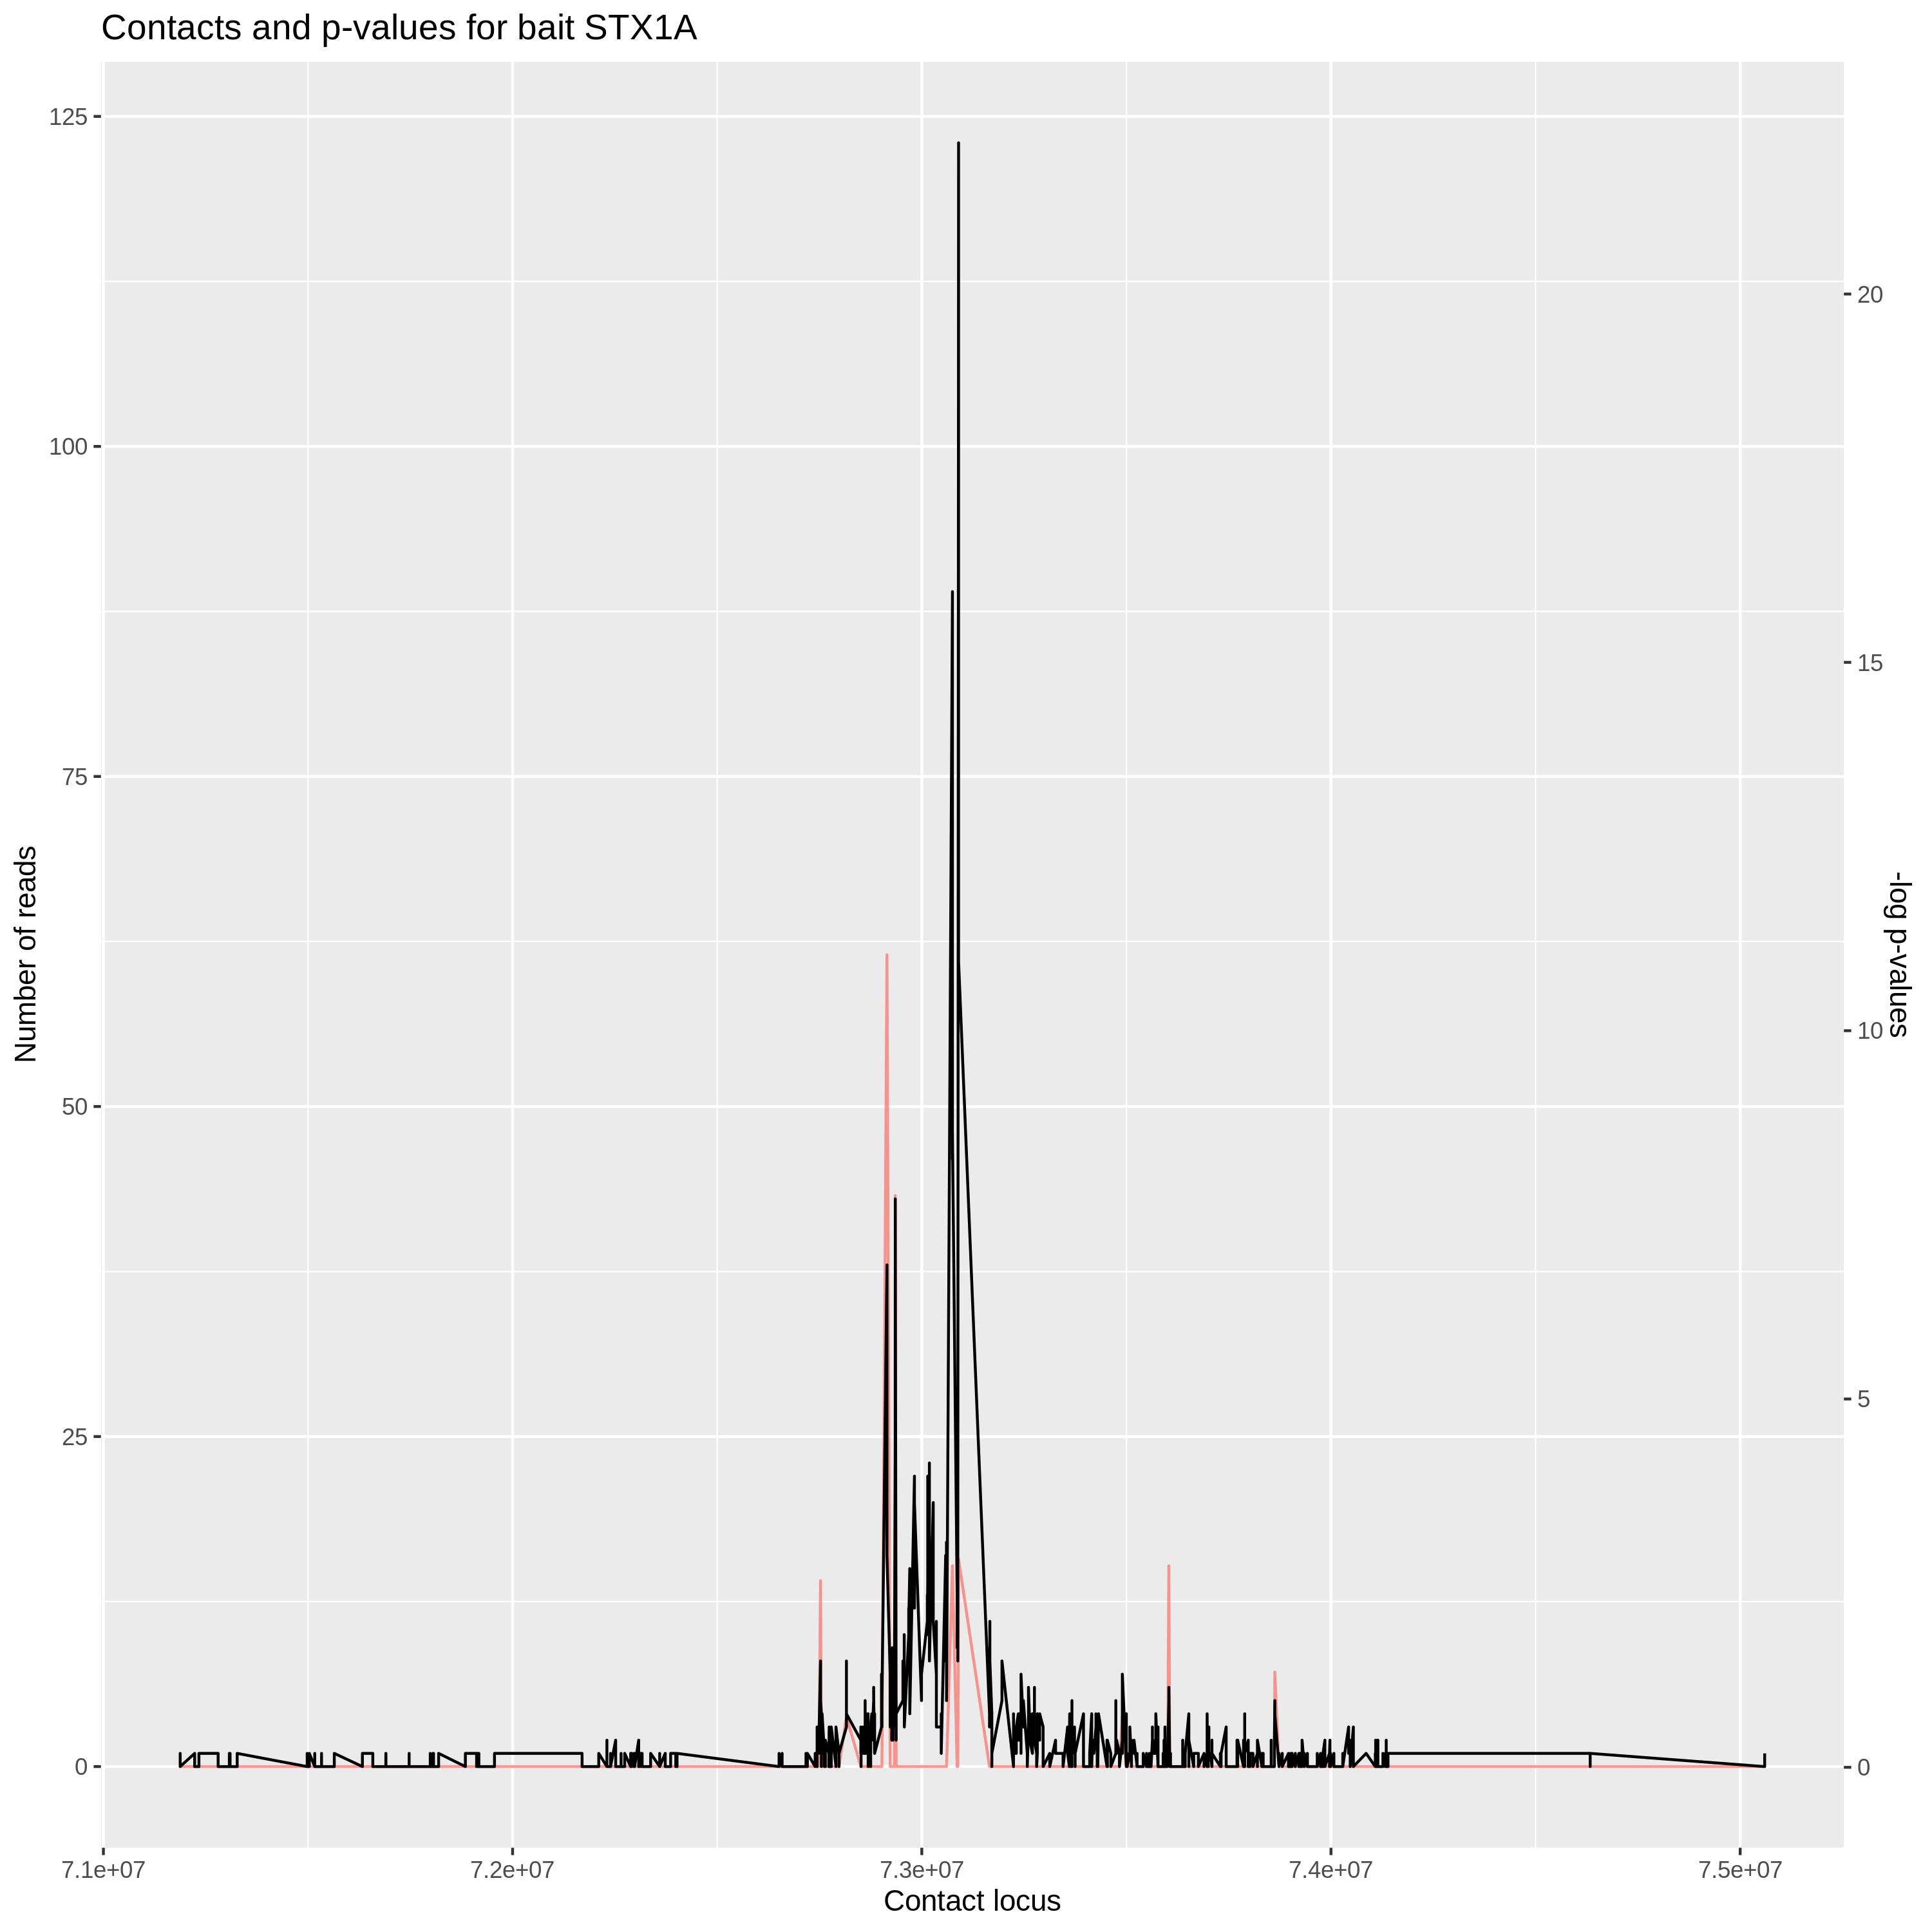 Contacts and p-values for bait STX1A
125
100
75
50
25
0
Number of reads
20
15
10
5
0
-log p-values
7.1e+07 7.2e+07 7.3e+07 7.4e+07 7.5e+07
Contact locus